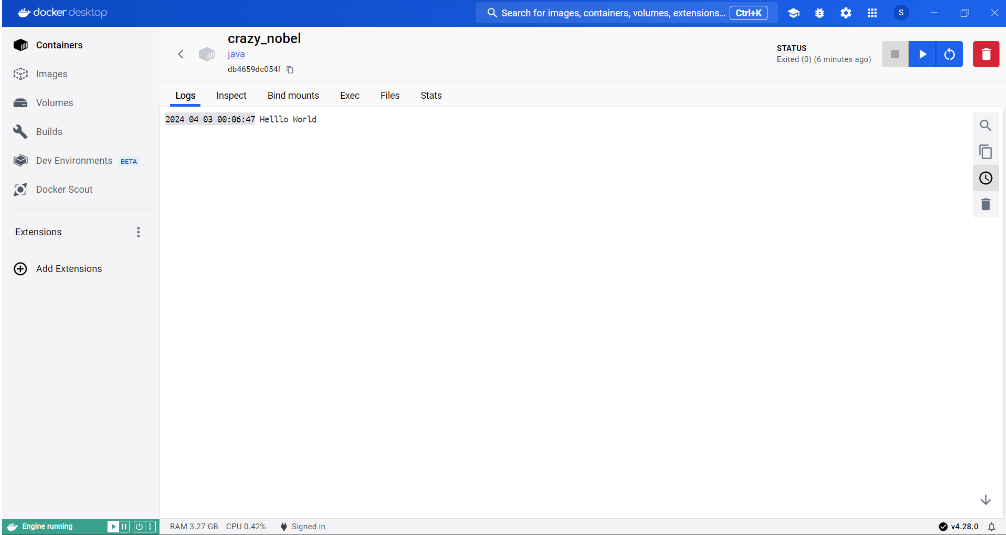 docker desktop
Search for images, containers, volumes, extensions... Ctrl+K
S
Containers
Images
Volumes
Builds
Dev Environments BETA
Docker Scout
Extensions
Add Extensions
crazy_nobel
java
db4659dc054f
STATUS
Exited (0) (6 minutes ago)
Logs Inspect Bind mounts Exec Files Stats
2024-04-03 00:06:47 Helllo World
Engine running
RAM 3.27 GB CPU 0.42% Signed in
v4.28.0